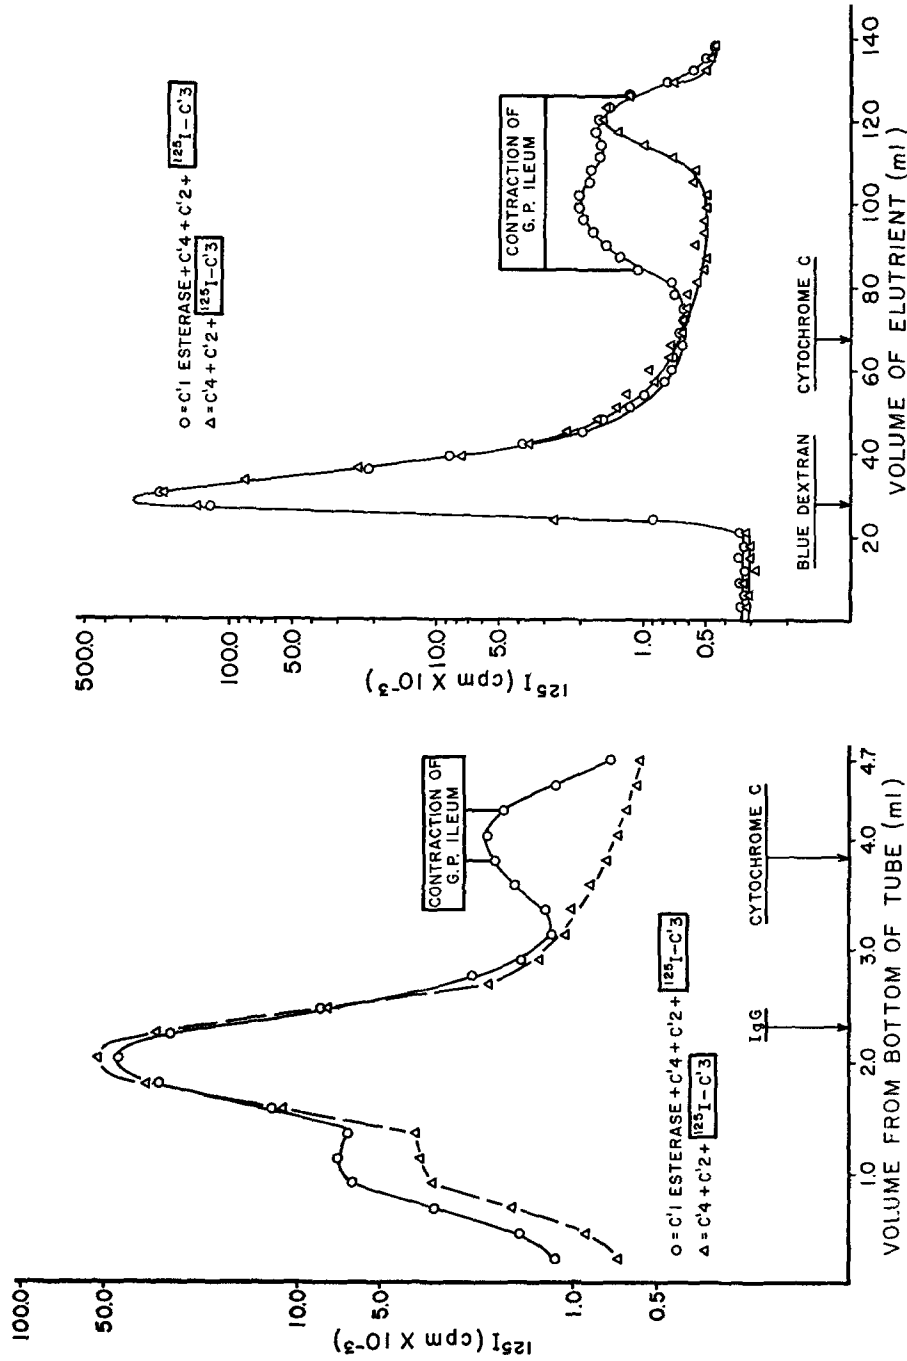 100.0
50.0
10.0
5.0
1.0
0.5
¹²⁵I (cpm X 10⁻³)
CONTRACTION OF
G.P. ILEUM
O = C'1 ESTERASE + C'4 + C'2 + ¹²⁵I-C'3
Δ = C'4 + C'2 + ¹²⁵I-C'3
IgG
CYTOCHROME C
1.0
2.0
3.0
4.0
4.7
VOLUME FROM BOTTOM OF TUBE (ml)
500.0
100.0
50.0
10.0
5.0
1.0
0.5
¹²⁵I (cpm X 10⁻³)
O = C'1 ESTERASE + C'4 + C'2 + ¹²⁵I-C'3
Δ = C'4 + C'2 + ¹²⁵I-C'3
CONTRACTION OF
G.P. ILEUM
BLUE DEXTRAN
CYTOCHROME C
20
40
60
80
100
120
140
VOLUME OF ELUTRIENT (ml)